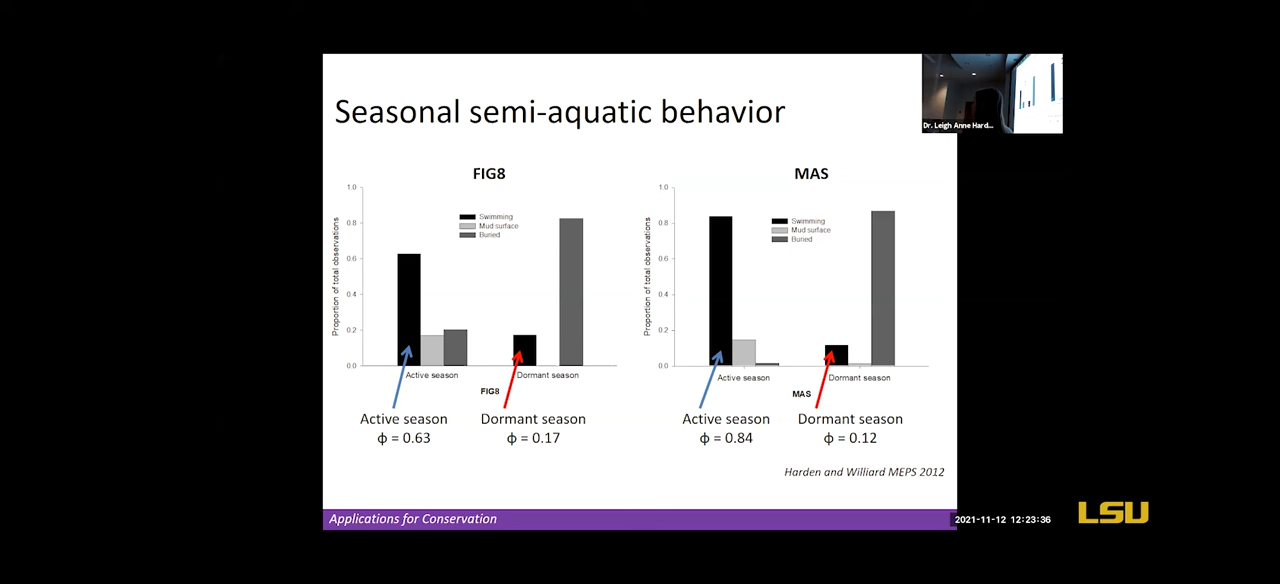 Dr. Leigh Anne Hard...
Seasonal semi-aquatic behavior
FIG8
1.0
0.8
0.6
0.4
0.2
0.0
Proportion of total observations
Swimming
Mud surface
Buried
Active season
Dormant season
FIG8
Active season
ϕ = 0.63
Dormant season
ϕ = 0.17
MAS
1.0
0.8
0.6
0.4
0.2
0.0
Proportion of total observations
Swimming
Mud surface
Buried
Active season
Dormant season
MAS
Active season
ϕ = 0.84
Dormant season
ϕ = 0.12
Harden and Williard MEPS 2012
Applications for Conservation
2021-11-12 12:23:36
LSU